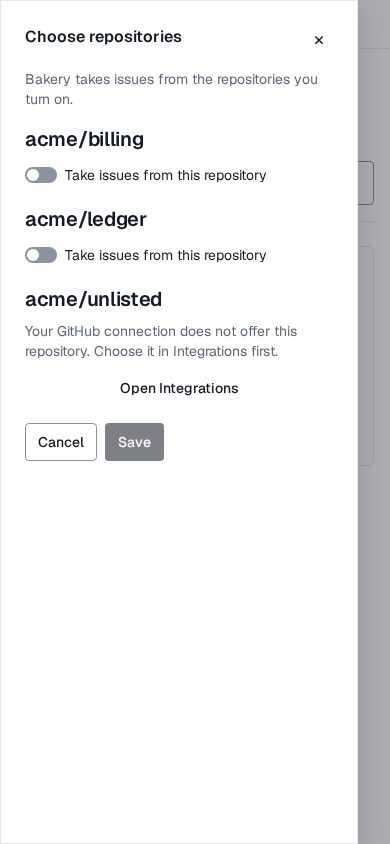 Choose repositories
Bakery takes issues from the repositories you
turn on.
acme/billing
Take issues from this repository
acme/ledger
Take issues from this repository
acme/unlisted
Your GitHub connection does not offer this
repository. Choose it in Integrations first.
Open Integrations
Cancel
Save